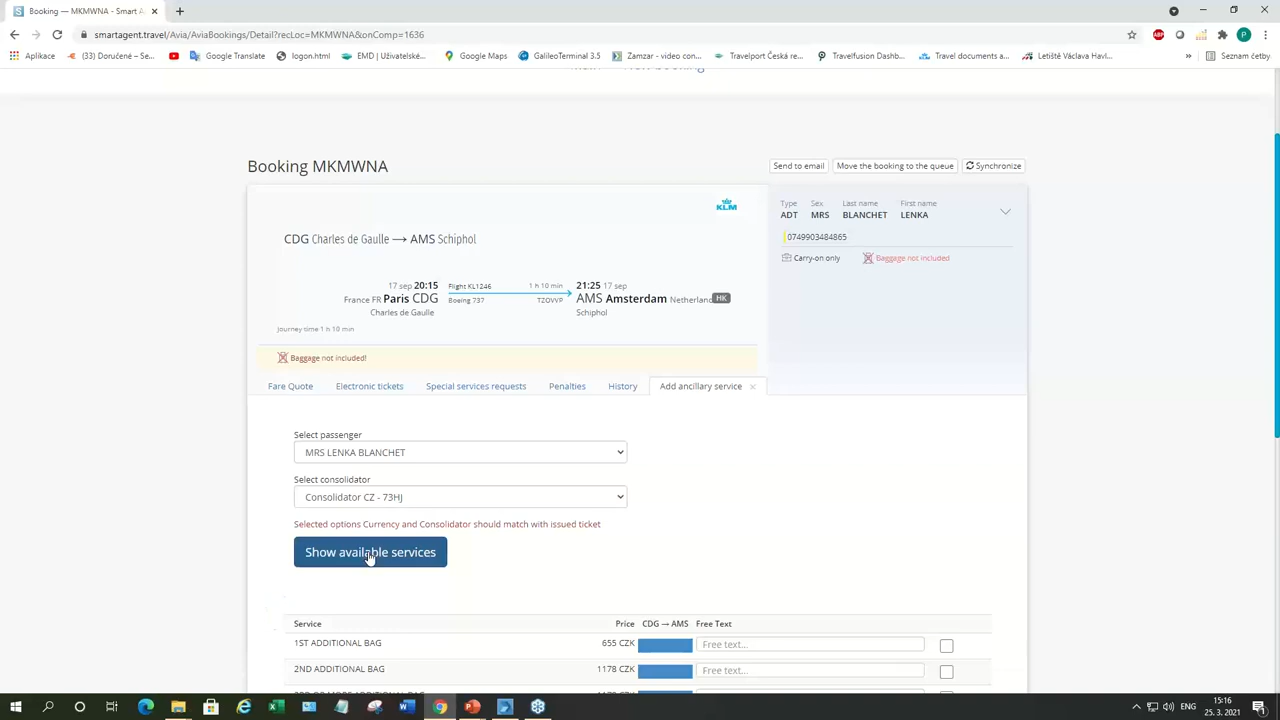 Booking — MKMWNA - Smart A
smartagent.travel/Avia/AviaBookings/Detail?recLoc=MKMWNA&onComp=1636
Aplikace (33) Doručené – Se... Google Translate logon.html EMD | Uživatelské... Google Maps GalileoTerminal 3.5 Zamzar - video con... Travelport Česká re... Travelfusion Dashb... Travel documents a... Letiště Václava Havl... » Seznam četby
Booking MKMWNA
Send to email Move the booking to the queue Synchronize
KLM
Type Sex Last name First name
ADT MRS BLANCHET LENKA
0749903484865
Carry-on only Baggage not included
CDG Charles de Gaulle → AMS Schiphol
17 sep 20:15 Flight KL1246 1 h 10 min 21:25 17 sep
France FR Paris CDG Boeing 737 TZOVVP AMS Amsterdam Netherland HK
Charles de Gaulle Schiphol
Journey time 1 h 10 min
Baggage not included!
Fare Quote Electronic tickets Special services requests Penalties History Add ancillary service
Select passenger
MRS LENKA BLANCHET
Select consolidator
Consolidator CZ - 73HJ
Selected options Currency and Consolidator should match with issued ticket
Show available services
Service Price CDG → AMS Free Text
1ST ADDITIONAL BAG 655 CZK Free text...
2ND ADDITIONAL BAG 1178 CZK Free text...
ENG 15:16
25. 3. 2021